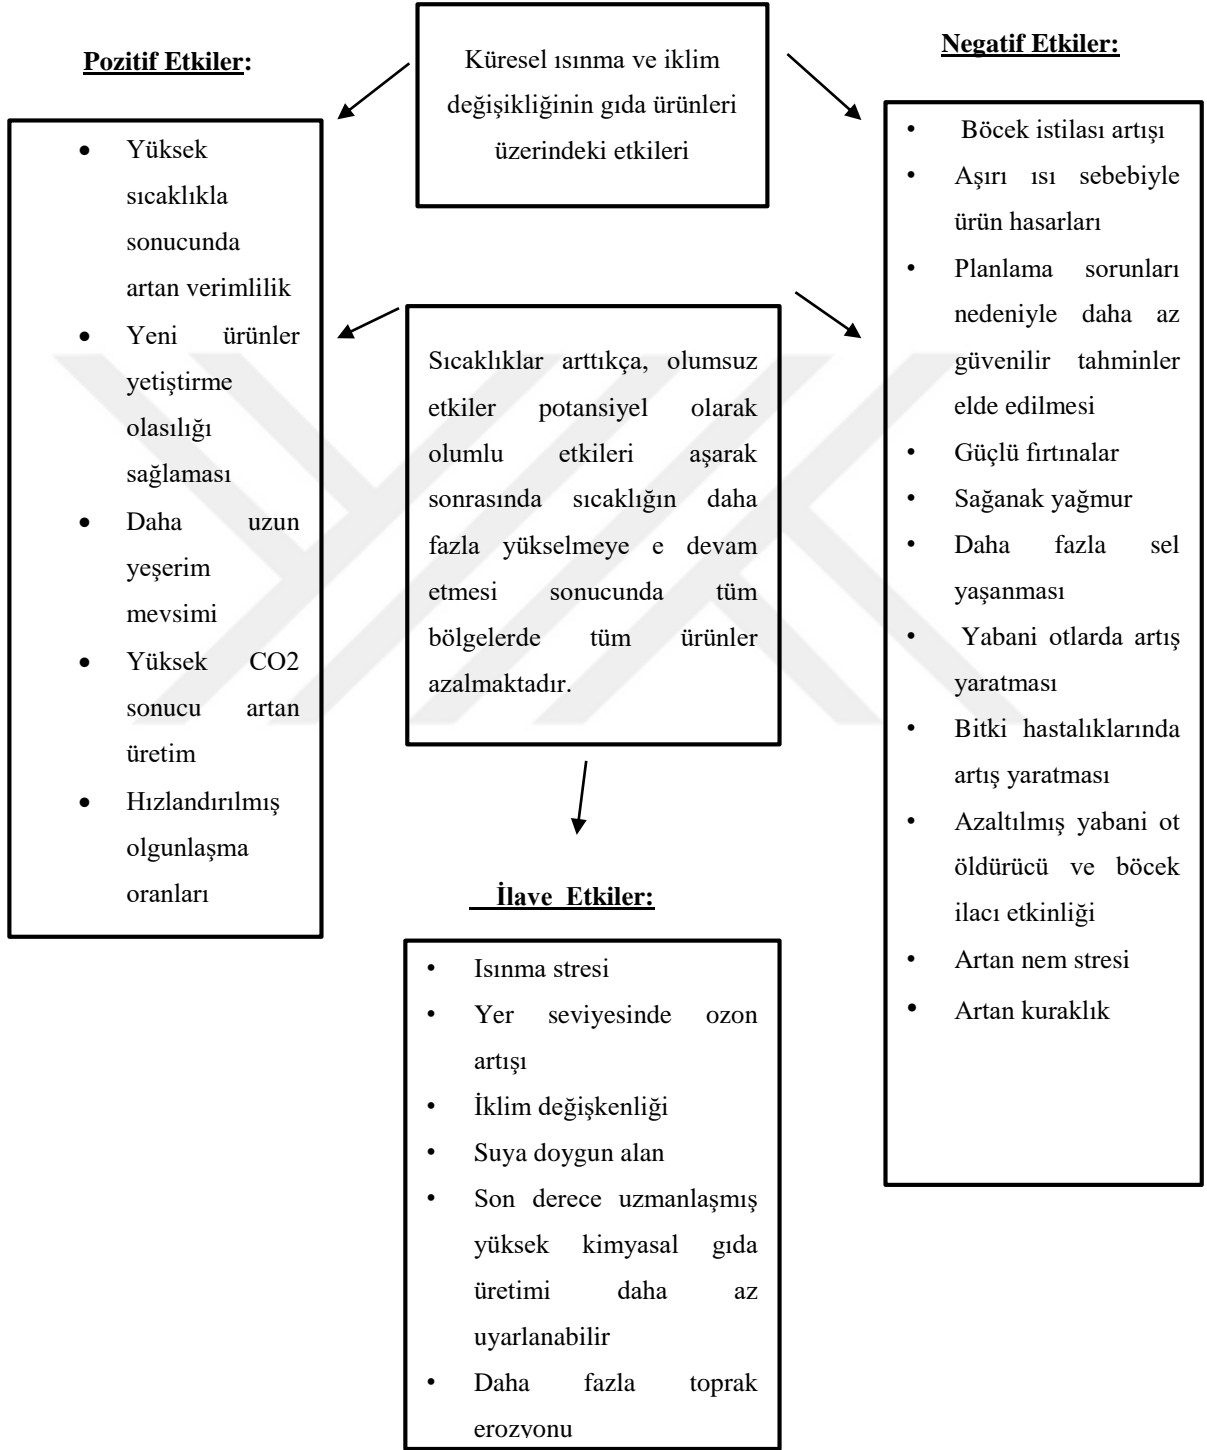 Pozitif Etkiler:
Yüksek
sıcaklıkla
sonucunda
artan verimlilik
Yeni ürünler
yetiştirme
olasılığı
sağlaması
Daha uzun
yeşerim
mevsimi
Yüksek CO2
sonucu artan
üretim
Hızlandırılmış
olgunlaşma
oranları
Küresel ısınma ve iklim
değişikliğinin gıda ürünleri
üzerindeki etkileri
Sıcaklıklar arttıkça, olumsuz
etkiler potansiyel olarak
olumlu etkileri aşarak
sonrasında sıcaklığın daha
fazla yükselmeye e devam
etmesi sonucunda tüm
bölgelerde tüm ürünler
azalmaktadır.
Negatif Etkiler:
Böcek istilası artışı
Aşırı ısı sebebiyle
ürün hasarları
Planlama sorunları
nedeniyle daha az
güvenilir tahminler
elde edilmesi
Güçlü fırtınalar
Sağanak yağmur
Daha fazla sel
yaşanması
Yabani otlarda artış
yaratması
Bitki hastalıklarında
artış yaratması
Azaltılmış yabani ot
öldürücü ve böcek
ilacı etkinliği
Artan nem stresi
Artan kuraklık
İlave Etkiler:
Isınma stresi
Yer seviyesinde ozon
artışı
İklim değişkenliği
Suya doygun alan
Son derece uzmanlaşmış
yüksek kimyasal gıda
üretimi daha az
uyarlanabilir
Daha fazla toprak
erozyonu